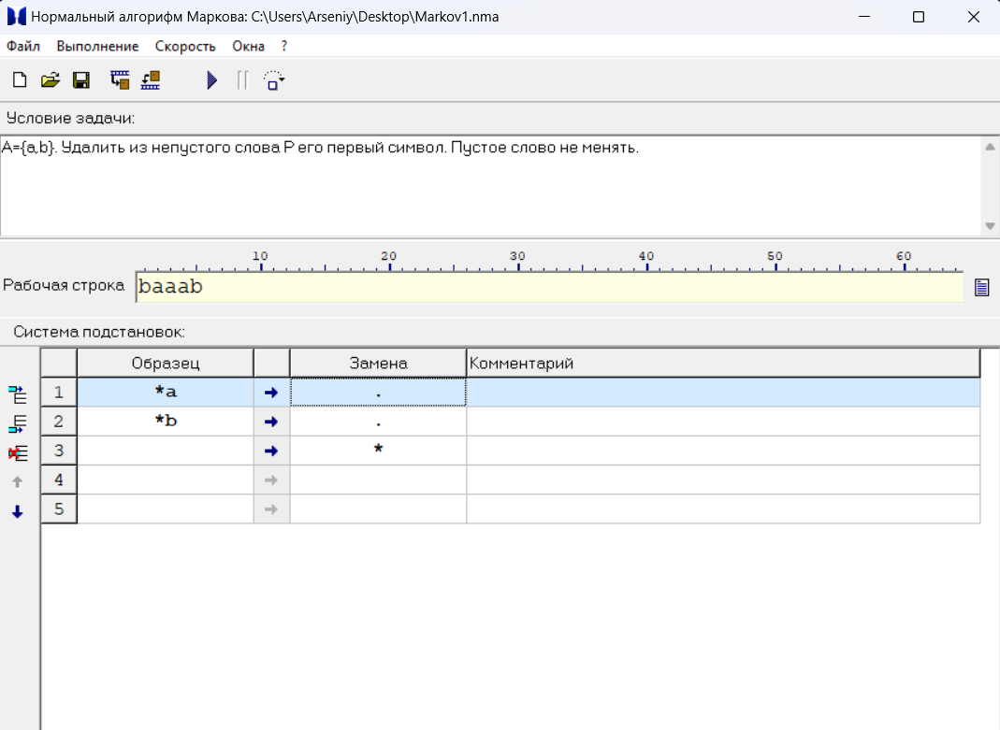 Нормальный алгорифм Маркова: C:\Users\Arseniy\Desktop\Markov1.nma
Файл Выполнение Скорость Окна ?
Условие задачи:
A={a,b}. Удалить из непустого слова P его первый символ. Пустое слово не менять.
10 20 30 40 50 60
Рабочая строка baaab
Система подстановок:
Образец Замена Комментарий
1 *a → .
2 *b → .
3 → *
4 →
5 →